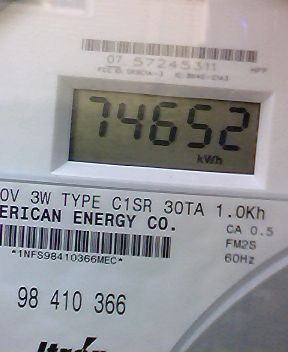 07 57245311
74652
kWh
0V 3W TYPE C1SR 30TA 1.0Kh
ERICAN ENERGY CO.
CA 0.5
FM2S
60Hz
*1NFS98410366MEC*
98 410 366
Itron